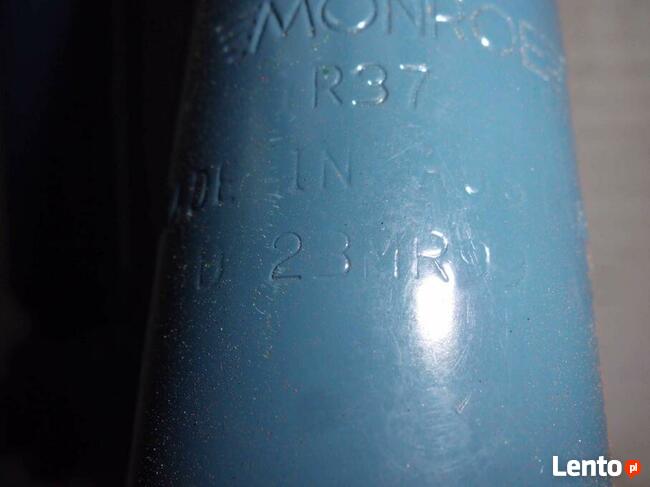 MONROE
R37
IN
23MR
Lento.pl